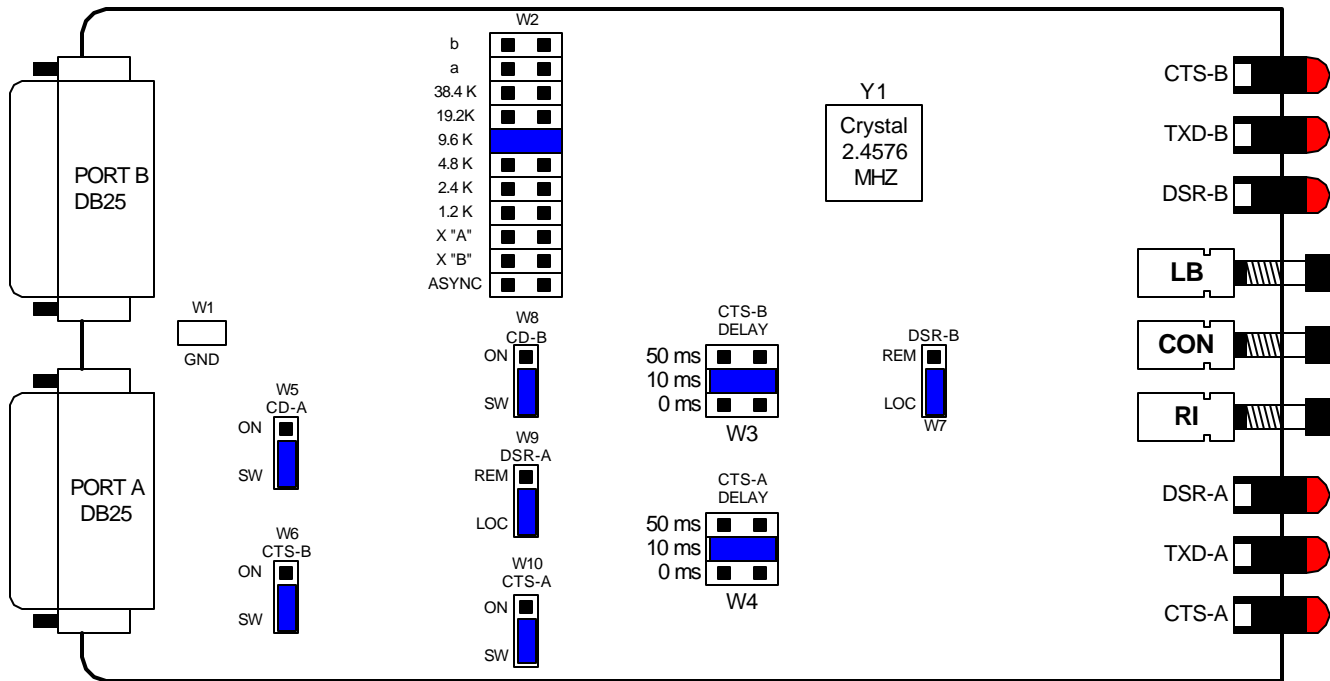 W2
b
a
38.4 K
19.2K
9.6 K
4.8 K
2.4 K
1.2 K
X "A"
X "B"
ASYNC
PORT B
DB25
W1
GND
PORT A
DB25
W5
CD-A
ON
SW
W6
CTS-B
ON
SW
W8
CD-B
ON
SW
W9
DSR-A
REM
LOC
W10
CTS-A
ON
SW
CTS-B
DELAY
50 ms
10 ms
0 ms
W3
CTS-A
DELAY
50 ms
10 ms
0 ms
W4
Y1
Crystal
2.4576
MHZ
DSR-B
REM
LOC
W7
CTS-B
TXD-B
DSR-B
LB
CON
RI
DSR-A
TXD-A
CTS-A